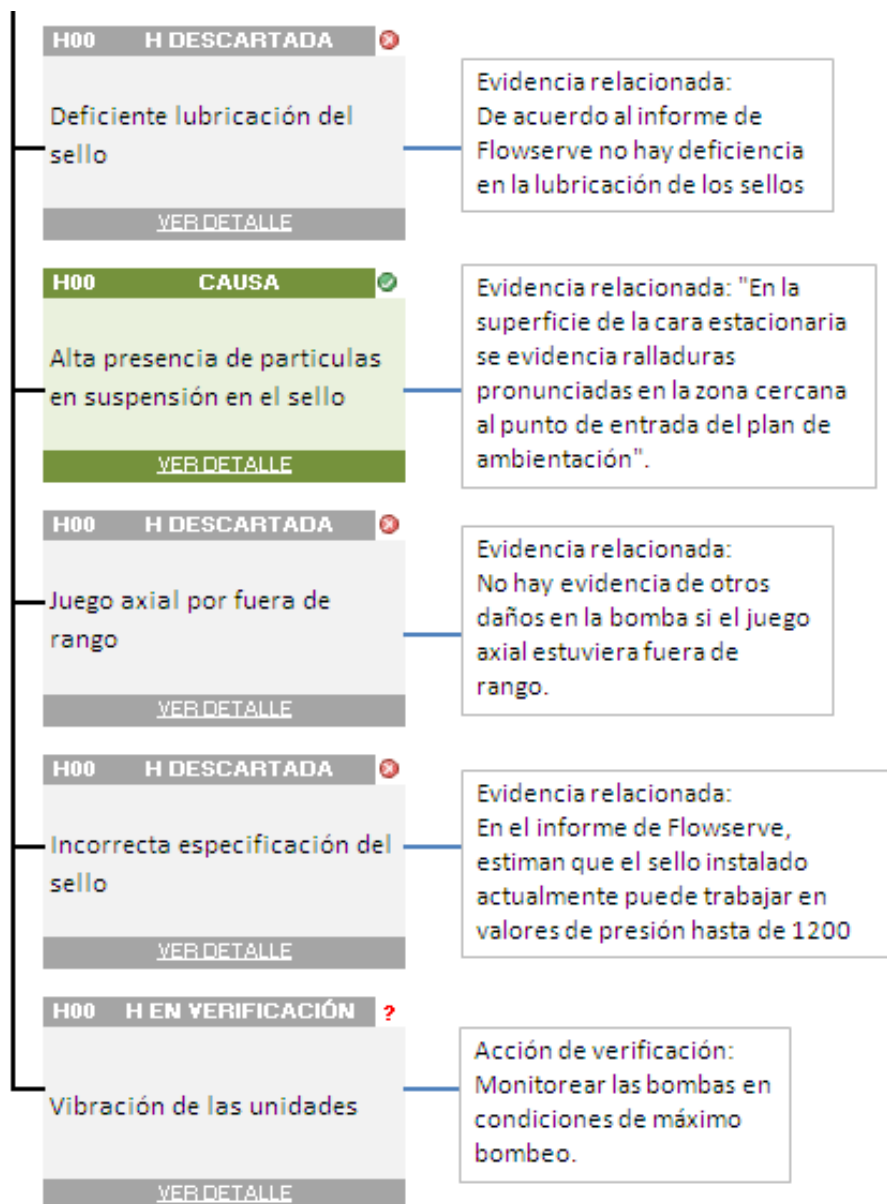 H00 H DESCARTADA
Deficiente lubricación del
sello
VER DETALLE
Evidencia relacionada:
De acuerdo al informe de
Flowserve no hay deficiencia
en la lubricación de los sellos
H00 CAUSA
Alta presencia de particulas
en suspensión en el sello
VER DETALLE
Evidencia relacionada: "En la
superficie de la cara estacionaria
se evidencia ralladuras
pronunciadas en la zona cercana
al punto de entrada del plan de
ambientación".
H00 H DESCARTADA
Juego axial por fuera de
rango
VER DETALLE
Evidencia relacionada:
No hay evidencia de otros
daños en la bomba si el juego
axial estuviera fuera de
rango.
H00 H DESCARTADA
Incorrecta especificación del
sello
VER DETALLE
Evidencia relacionada:
En el informe de Flowserve,
estiman que el sello instalado
actualmente puede trabajar en
valores de presión hasta de 1200
H00 H EN VERIFICACIÓN ?
Vibración de las unidades
VER DETALLE
Acción de verificación:
Monitorear las bombas en
condiciones de máximo
bombeo.